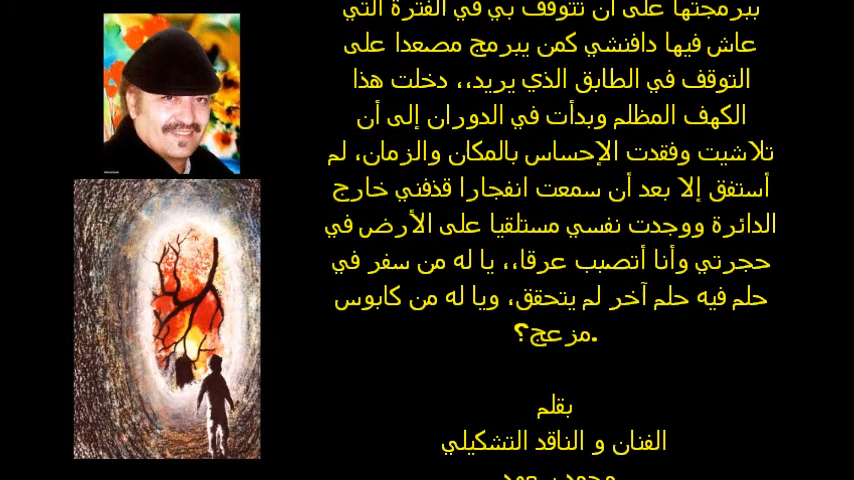 ببرمجتها على ان تتوقف بي في الفترة التي
عاش فيها دافنشي كمن يبرمج مصعدا على
التوقف في الطابق الذي يريد،، دخلت هذا
الكهف المظلم وبدأت في الدوران إلى أن
تلاشيت وفقدت الإحساس بالمكان والزمان، لم
أستفق إلا بعد أن سمعت انفجارا قذفني خارج
الدائرة ووجدت نفسي مستلقيا على الأرض في
حجرتي وأنا أتصبب عرقا،، يا له من سفر في
حلم فيه حلم آخر لم يتحقق، ويا له من كابوس
مزعج؟.
بقلم
الفنان و الناقد التشكيلي